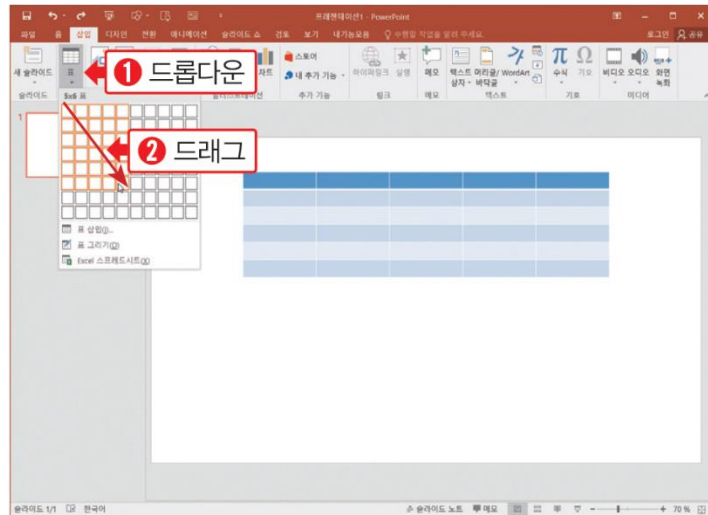 프레젠테이션1 - PowerPoint
파일 홈 삽입 디자인 전환 애니메이션 슬라이드 쇼 검토 보기 내기능모음 수행할 작업을 알려 주세요. 로그인 공유
새 슬라이드 표 차트 스토어 내 추가 기능 하이퍼링크 실행 메모 텍스트 상자 머리글/바닥글 WordArt 수식 기호 비디오 오디오 화면 녹화
슬라이드 추가 기능 링크 메모 텍스트 기호 미디어
❶ 드롭다운
5x6 표
1
❷ 드래그
표 삽입(I)...
표 그리기(D)
Excel 스프레드시트(X)
슬라이드 1/1 한국어 슬라이드 노트 메모 70 %